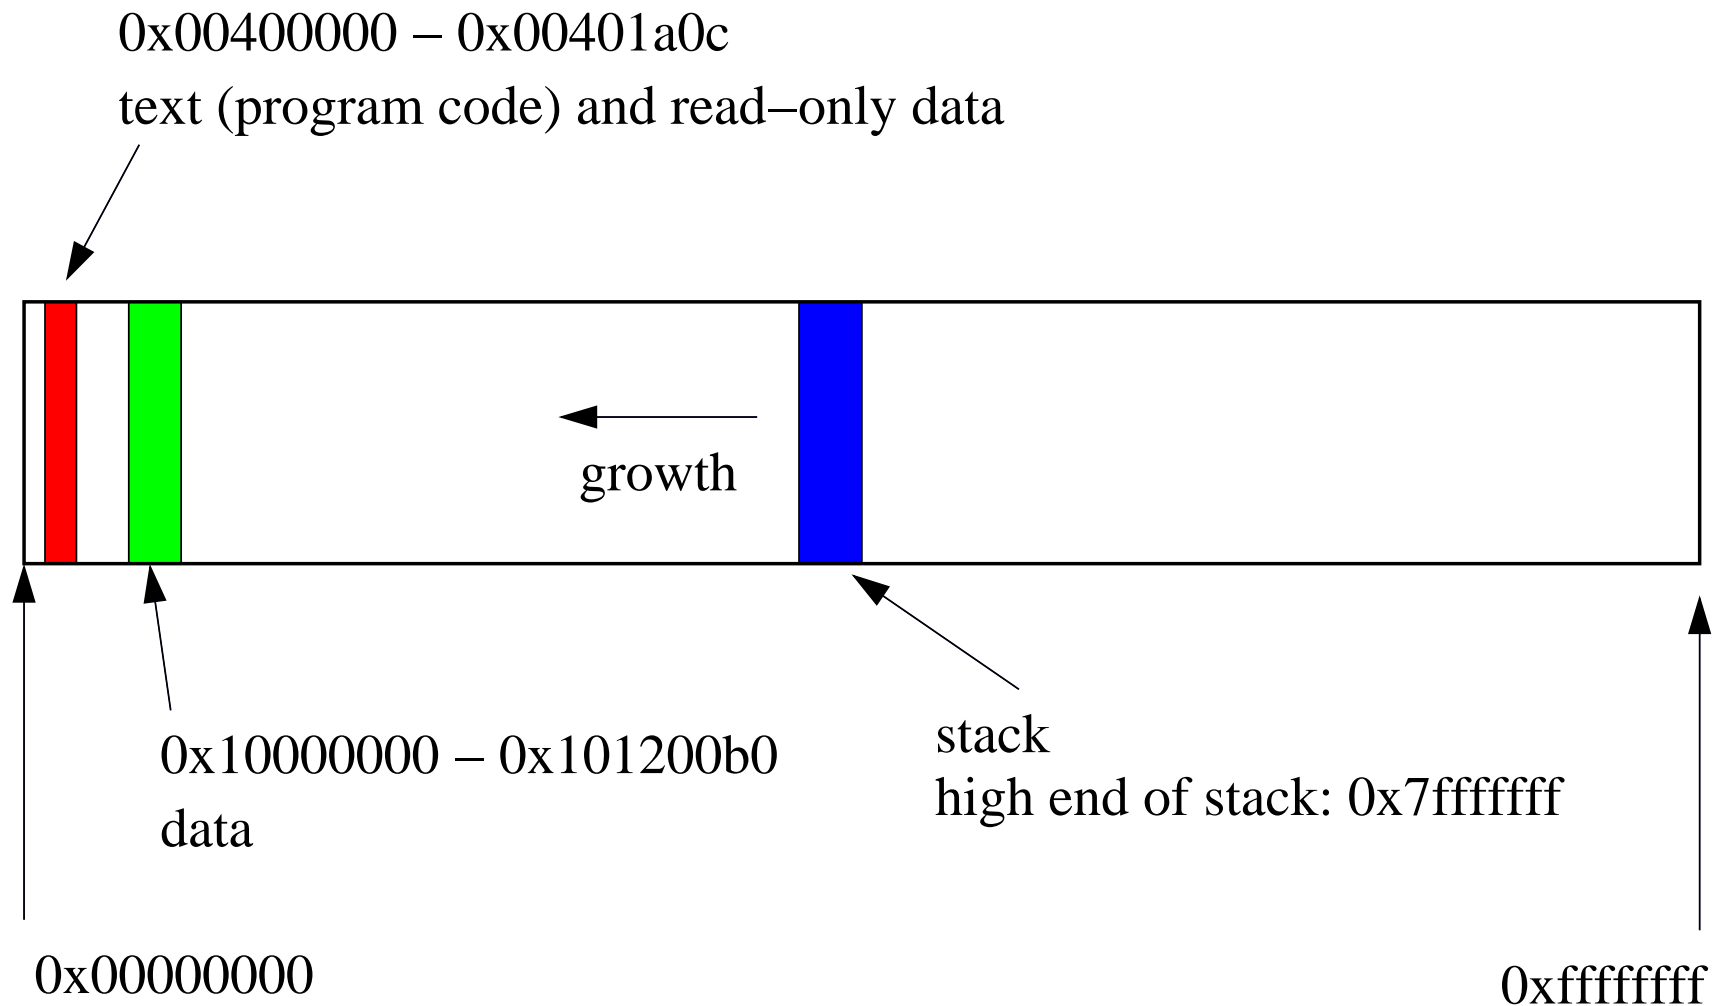 0x00400000 – 0x00401a0c
text (program code) and read–only data
growth
0x10000000 – 0x101200b0
data
stack
high end of stack: 0x7fffffff
0x00000000
0xffffffff